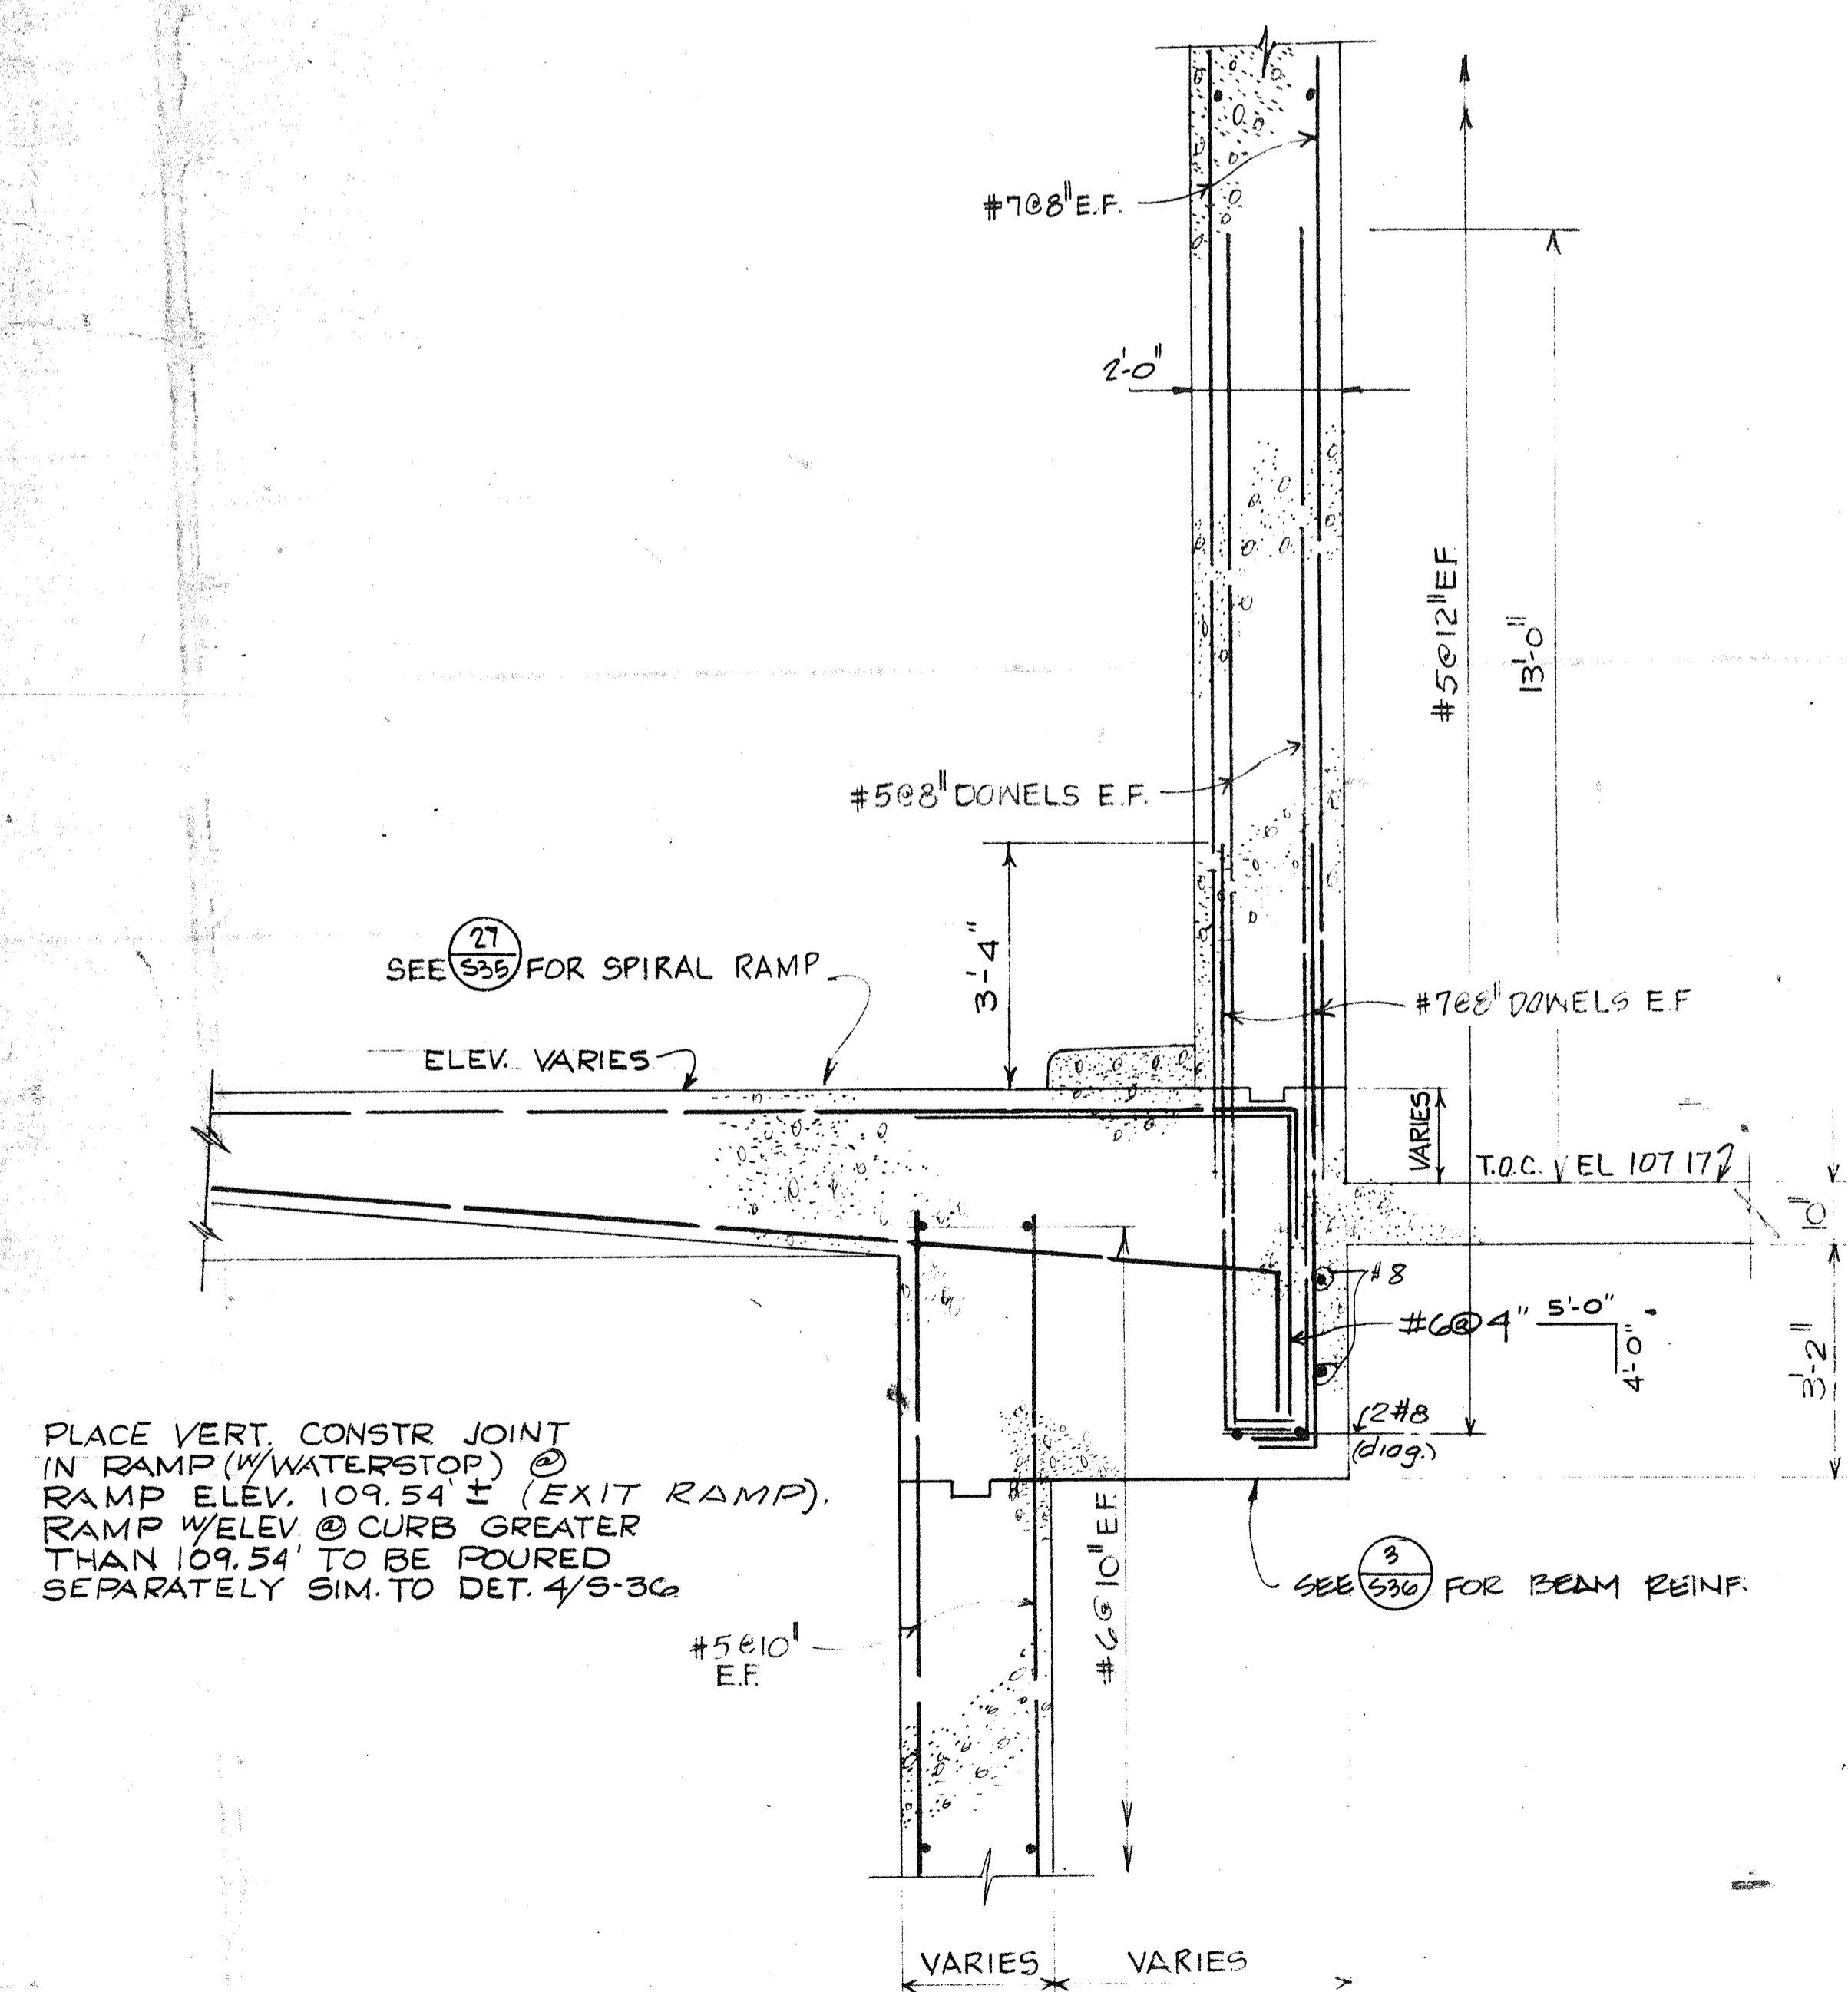 #7@8" E.F.
2'-0"
#5@12" EF
13'-0"
#5@8" DOWELS E.F.
3'-4"
27
SEE S35 FOR SPIRAL RAMP
#7@8" DOWELS E.F
ELEV. VARIES
VARIES
T.O.C. EL 107.17
10"
#8
#6@4" 5'-0"
4'-0"
3'-2"
2#8
(diag.)
PLACE VERT. CONSTR JOINT
IN RAMP (W/WATERSTOP) @
RAMP ELEV. 109.54' ± (EXIT RAMP).
RAMP W/ELEV. @ CURB GREATER
THAN 109.54' TO BE POURED
SEPARATELY SIM. TO DET. 4/S-36
#6@10" E.F.
3
SEE S36 FOR BEAM REINF.
#5@10"
E.F.
VARIES VARIES